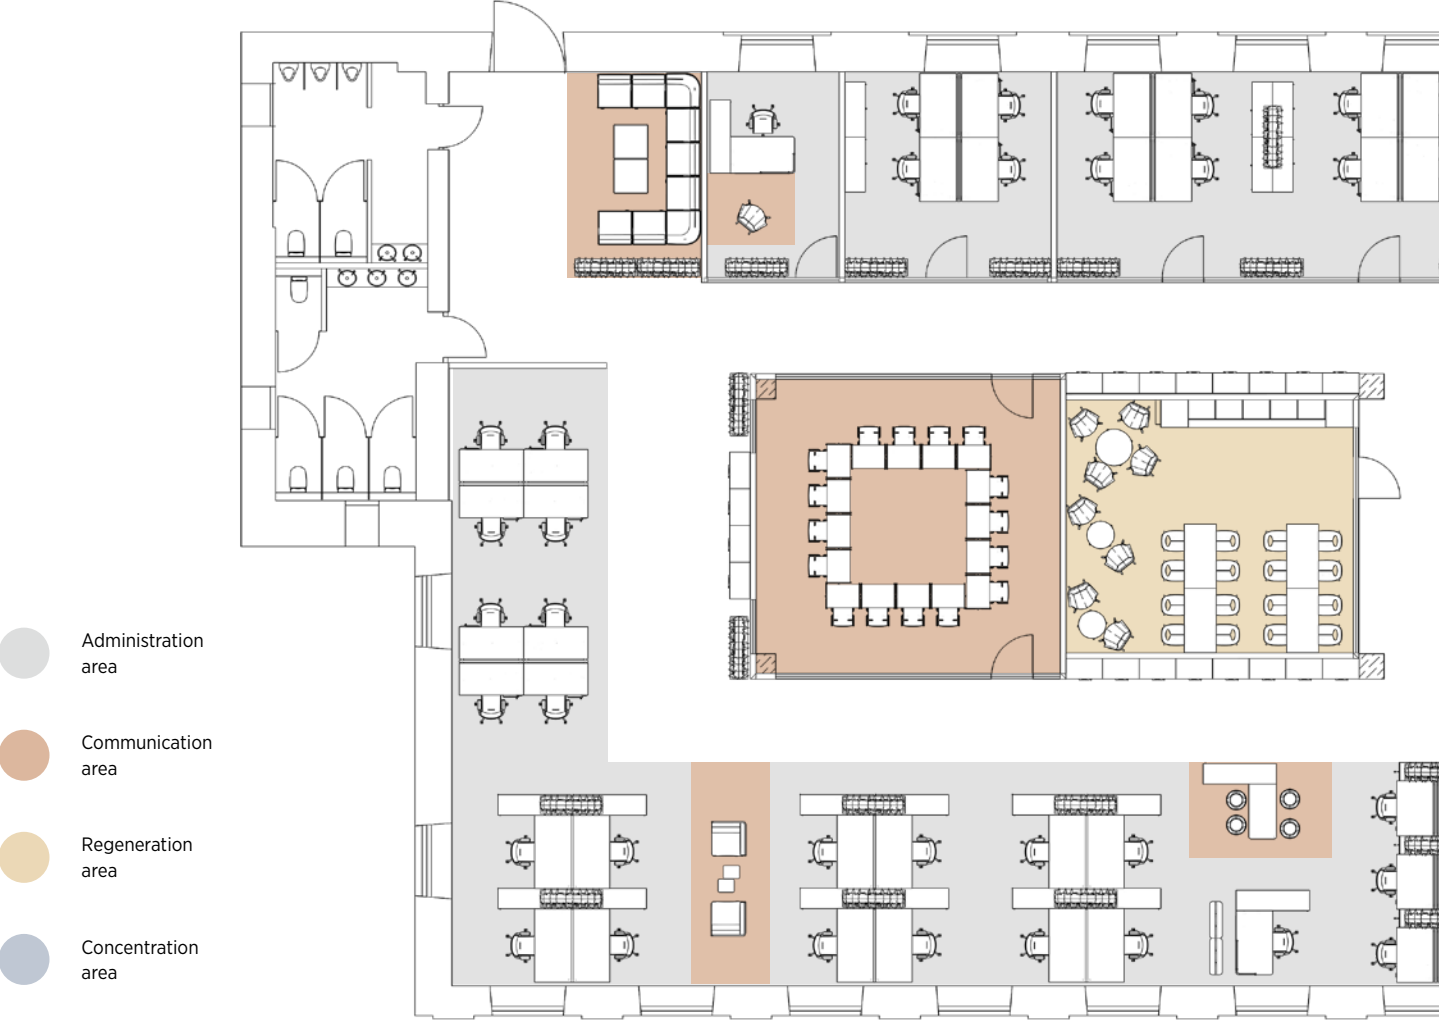 Administration
area
Communication
area
Regeneration
area
Concentration
area